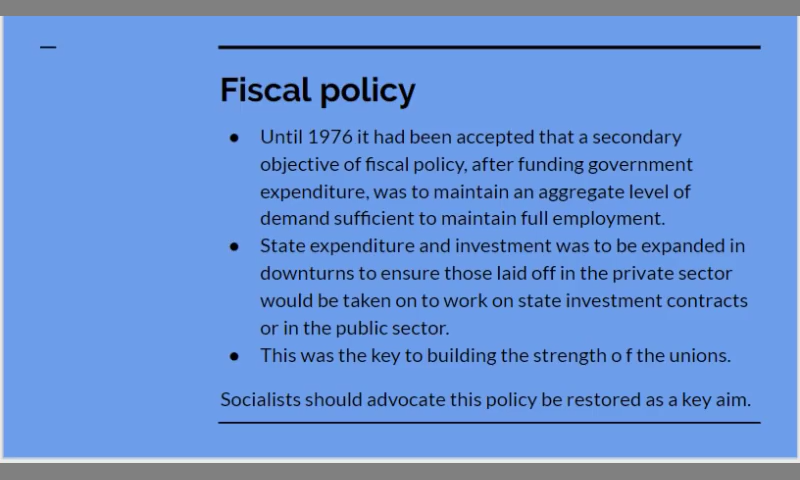 Fiscal policy
● Until 1976 it had been accepted that a secondary
objective of fiscal policy, after funding government
expenditure, was to maintain an aggregate level of
demand sufficient to maintain full employment.
● State expenditure and investment was to be expanded in
downturns to ensure those laid off in the private sector
would be taken on to work on state investment contracts
or in the public sector.
● This was the key to building the strength o f the unions.
Socialists should advocate this policy be restored as a key aim.